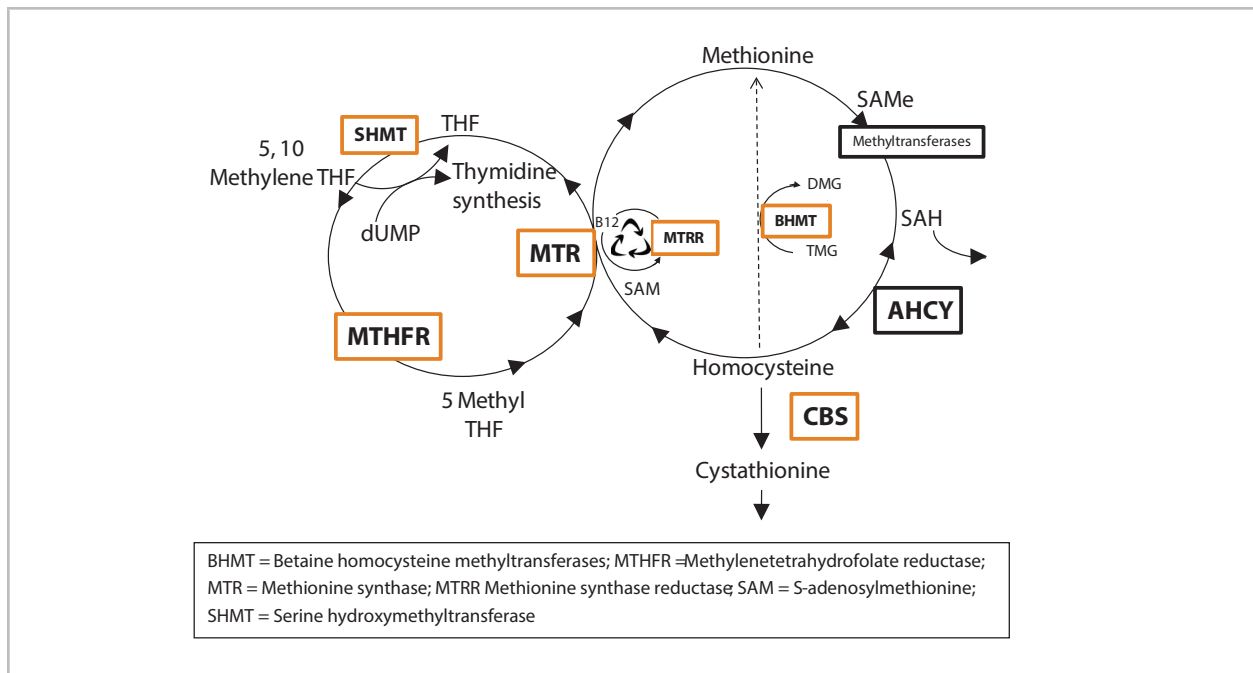 Methionine
SAMe
Methyltransferases
SHMT
THF
5, 10
Methylene THF
Thymidine
synthesis
dUMP
DMG
BHMT
TMG
B12
MTRR
SAM
SAH
MTR
AHCY
MTHFR
Homocysteine
5 Methyl
THF
CBS
Cystathionine
BHMT = Betaine homocysteine methyltransferases; MTHFR =Methylenetetrahydrofolate reductase;
MTR = Methionine synthase; MTRR Methionine synthase reductase; SAM = S-adenosylmethionine;
SHMT = Serine hydroxymethyltransferase